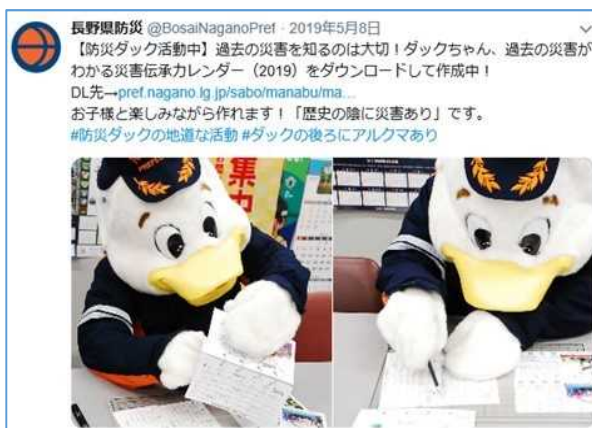 長野県防災 @BosaiNaganoPref · 2019年5月8日
【防災ダック活動中】過去の災害を知るのは大切！ダックちゃん、過去の災害が
わかる災害伝承カレンダー（2019）をダウンロードして作成中！
DL先→pref.nagano.lg.jp/sabo/manabu/ma…
お子様と楽しみながら作れます！「歴史の陰に災害あり」です。
#防災ダックの地道な活動 #ダックの後ろにアルクマあり
集